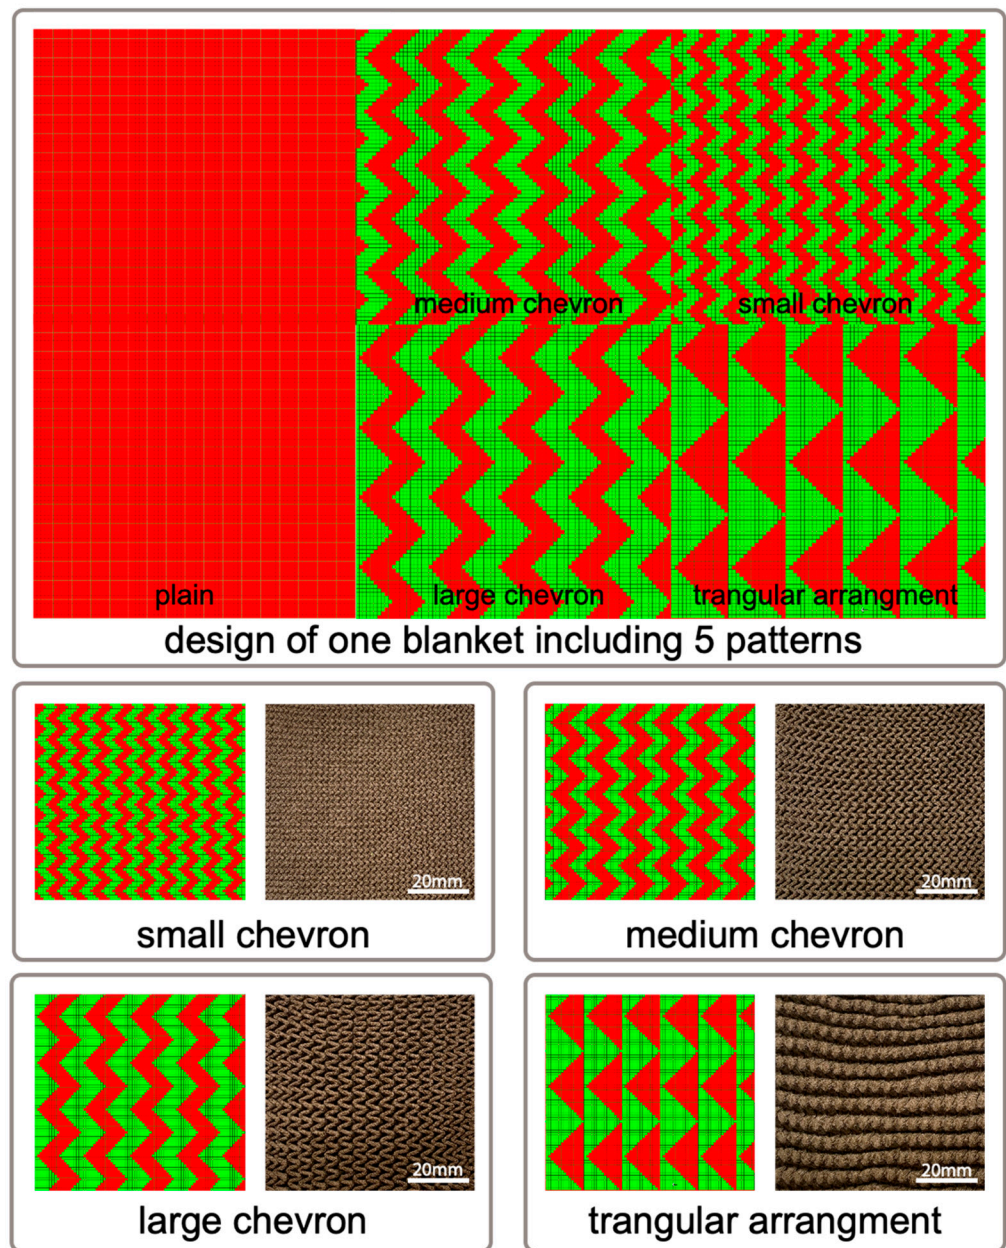 medium chevron
small chevron
plain
large chevron
trangular arrangment
design of one blanket including 5 patterns
20mm
20mm
small chevron
medium chevron
20mm
20mm
large chevron
trangular arrangment